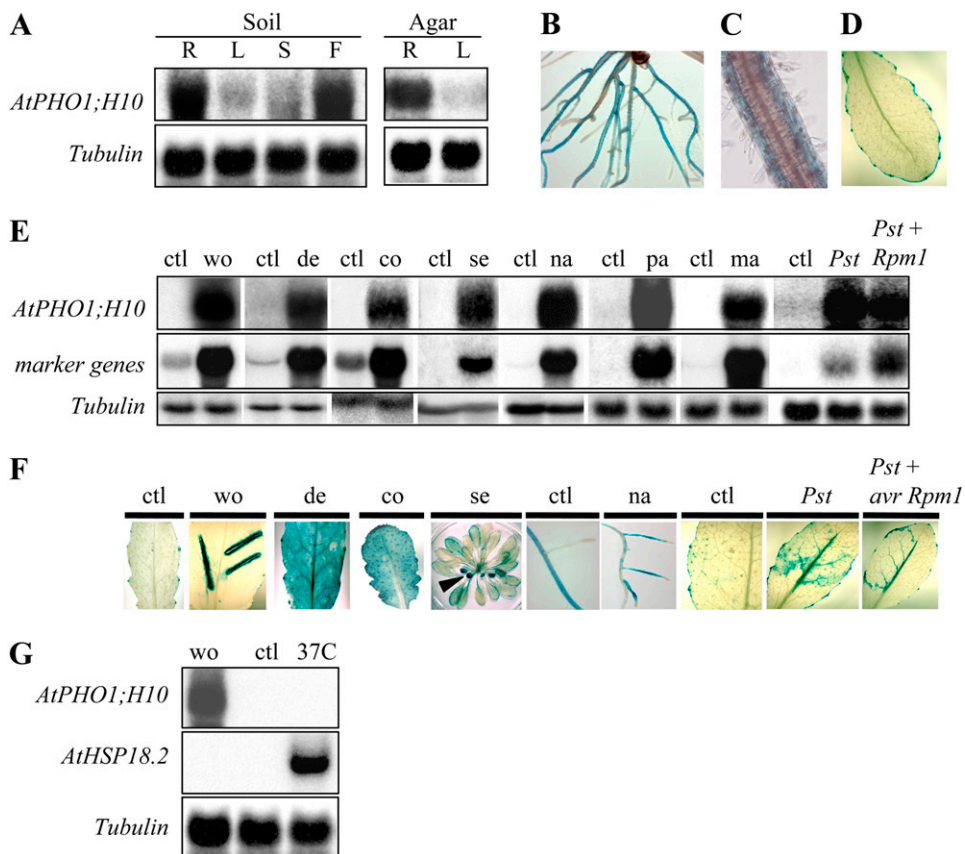 A
Soil
Agar
R L S F
R L
AtPHO1;H10
Tubulin
B
C
D
E
Pst +
ctl wo ctl de ctl co ctl se ctl na ctl pa ctl ma ctl Pst Rpm1
AtPHO1;H10
marker genes
Tubulin
F
Pst +
ctl wo de co se ctl na ctl Pst avr Rpm1
G
wo ctl 37C
AtPHO1;H10
AtHSP18.2
Tubulin